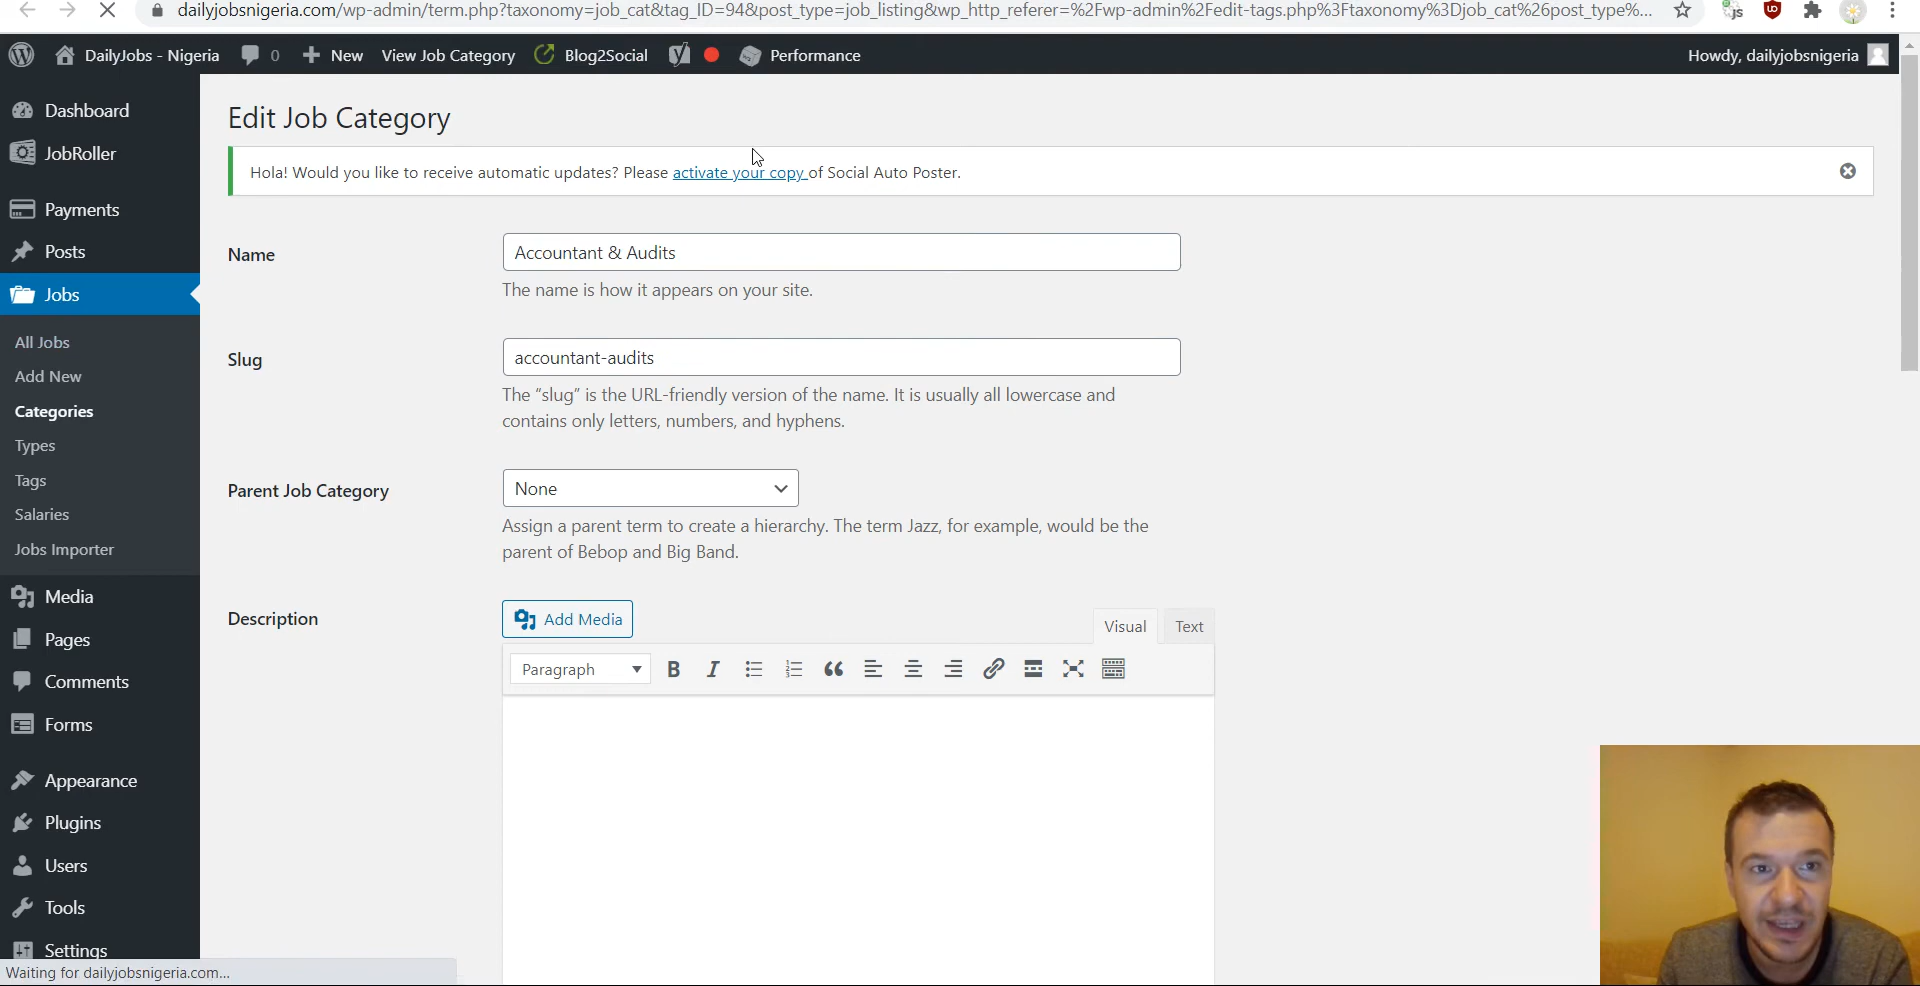 dailyjobsnigeria.com/wp-admin/term.php?taxonomy=job_cat&tag_ID=94&post_type=job_listing&wp_http_referer=%2Fwp-admin%2Fedit-tags.php%3Ftaxonomy%3Djob_cat%26post_type%...
DailyJobs - Nigeria 0 New View Job Category Blog2Social Performance Howdy, dailyjobsnigeria
Dashboard
JobRoller
Payments
Posts
Jobs
All Jobs
Add New
Categories
Types
Tags
Salaries
Jobs Importer
Media
Pages
Comments
Forms
Appearance
Plugins
Users
Tools
Settings
Edit Job Category
Hola! Would you like to receive automatic updates? Please activate your copy of Social Auto Poster.
Name
Accountant & Audits
The name is how it appears on your site.
Slug
accountant-audits
The “slug” is the URL-friendly version of the name. It is usually all lowercase and
contains only letters, numbers, and hyphens.
Parent Job Category
None
Assign a parent term to create a hierarchy. The term Jazz, for example, would be the
parent of Bebop and Big Band.
Description
Add Media
Visual Text
Paragraph
Waiting for dailyjobsnigeria.com...